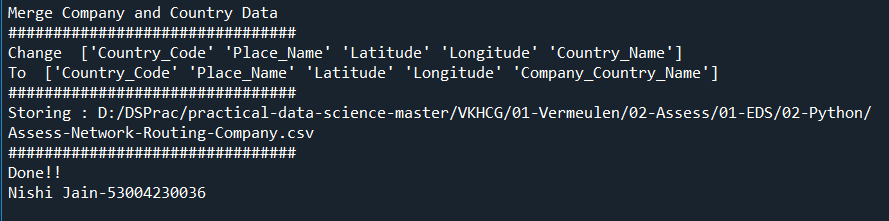 Merge Company and Country Data
################################
Change  ['Country_Code' 'Place_Name' 'Latitude' 'Longitude' 'Country_Name']
To  ['Country_Code' 'Place_Name' 'Latitude' 'Longitude' 'Company_Country_Name']
################################
Storing : D:/DSPrac/practical-data-science-master/VKHCG/01-Vermeulen/02-Assess/01-EDS/02-Python/
Assess-Network-Routing-Company.csv
################################
Done!!
Nishi Jain-53004230036